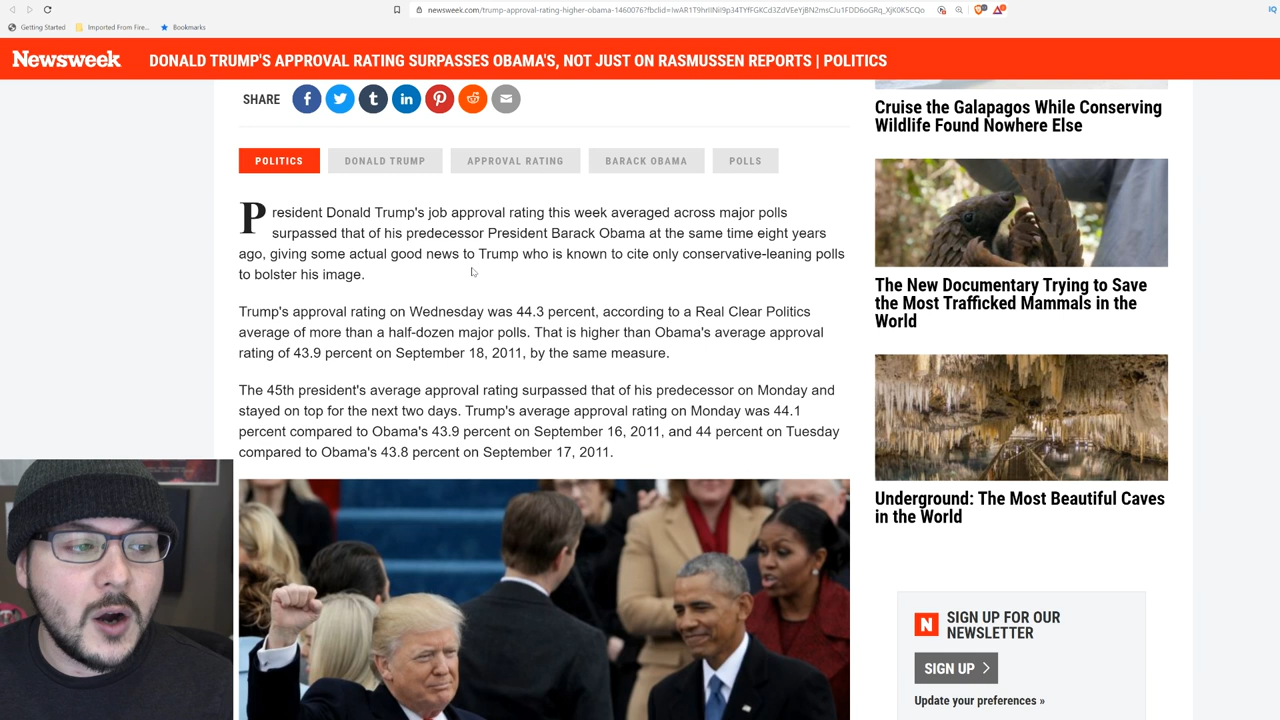 Getting Started
Imported From Fire...
Bookmarks
Newsweek
DONALD TRUMP'S APPROVAL RATING SURPASSES OBAMA'S, NOT JUST ON RASMUSSEN REPORTS | POLITICS
SHARE
POLITICS
DONALD TRUMP
APPROVAL RATING
BARACK OBAMA
POLLS
President Donald Trump's job approval rating this week averaged across major polls
surpassed that of his predecessor President Barack Obama at the same time eight years
ago, giving some actual good news to Trump who is known to cite only conservative-leaning polls
to bolster his image.
Trump's approval rating on Wednesday was 44.3 percent, according to a Real Clear Politics
average of more than a half-dozen major polls. That is higher than Obama's average approval
rating of 43.9 percent on September 18, 2011, by the same measure.
The 45th president's average approval rating surpassed that of his predecessor on Monday and
stayed on top for the next two days. Trump's average approval rating on Monday was 44.1
percent compared to Obama's 43.9 percent on September 16, 2011, and 44 percent on Tuesday
compared to Obama's 43.8 percent on September 17, 2011.
Cruise the Galapagos While Conserving
Wildlife Found Nowhere Else
The New Documentary Trying to Save
the Most Trafficked Mammals in the
World
Underground: The Most Beautiful Caves
in the World
N
SIGN UP FOR OUR
NEWSLETTER
SIGN UP
Update your preferences »